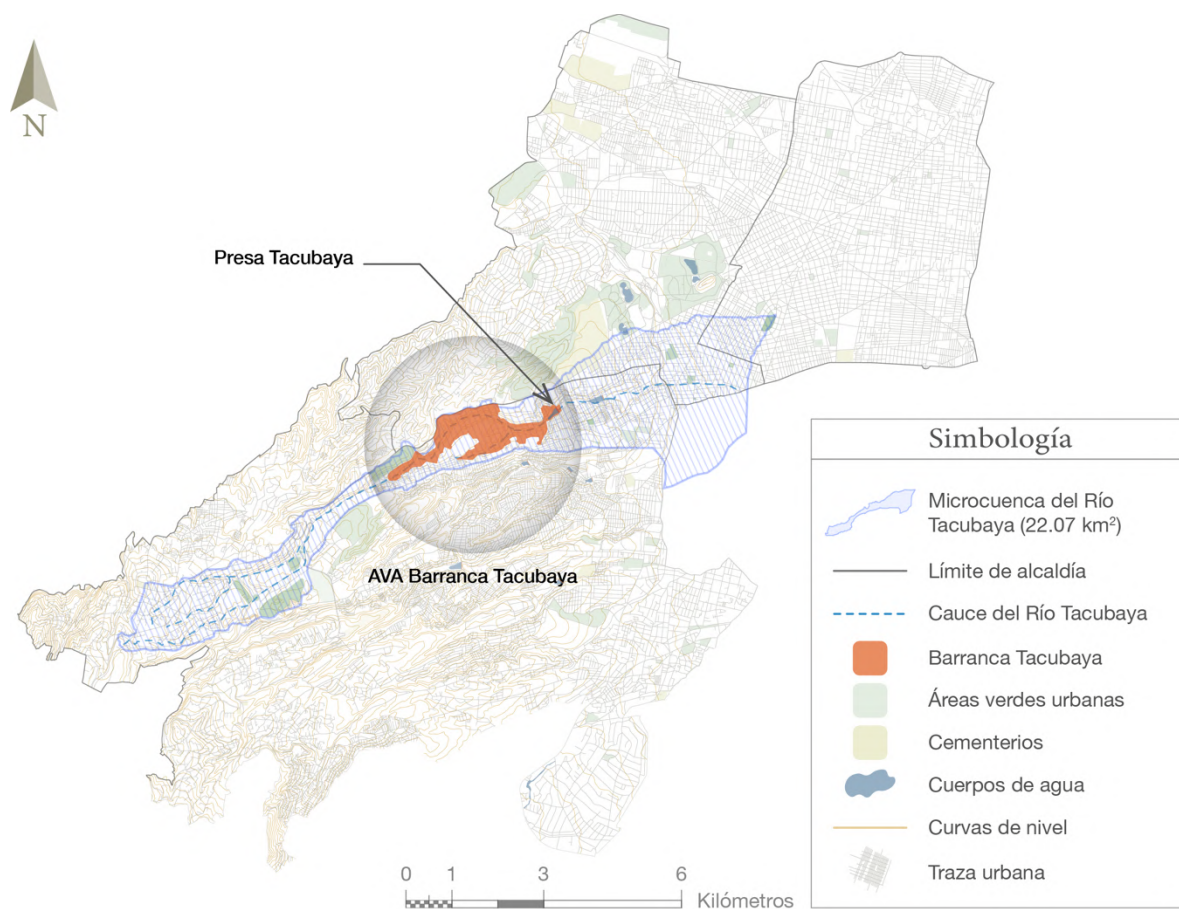 N
Presa Tacubaya
AVA Barranca Tacubaya
Simbología
Microcuenca del Río
Tacubaya (22.07 km²)
Límite de alcaldía
Cauce del Río Tacubaya
Barranca Tacubaya
Áreas verdes urbanas
Cementerios
Cuerpos de agua
Curvas de nivel
Traza urbana
0 1 3 6
Kilómetros